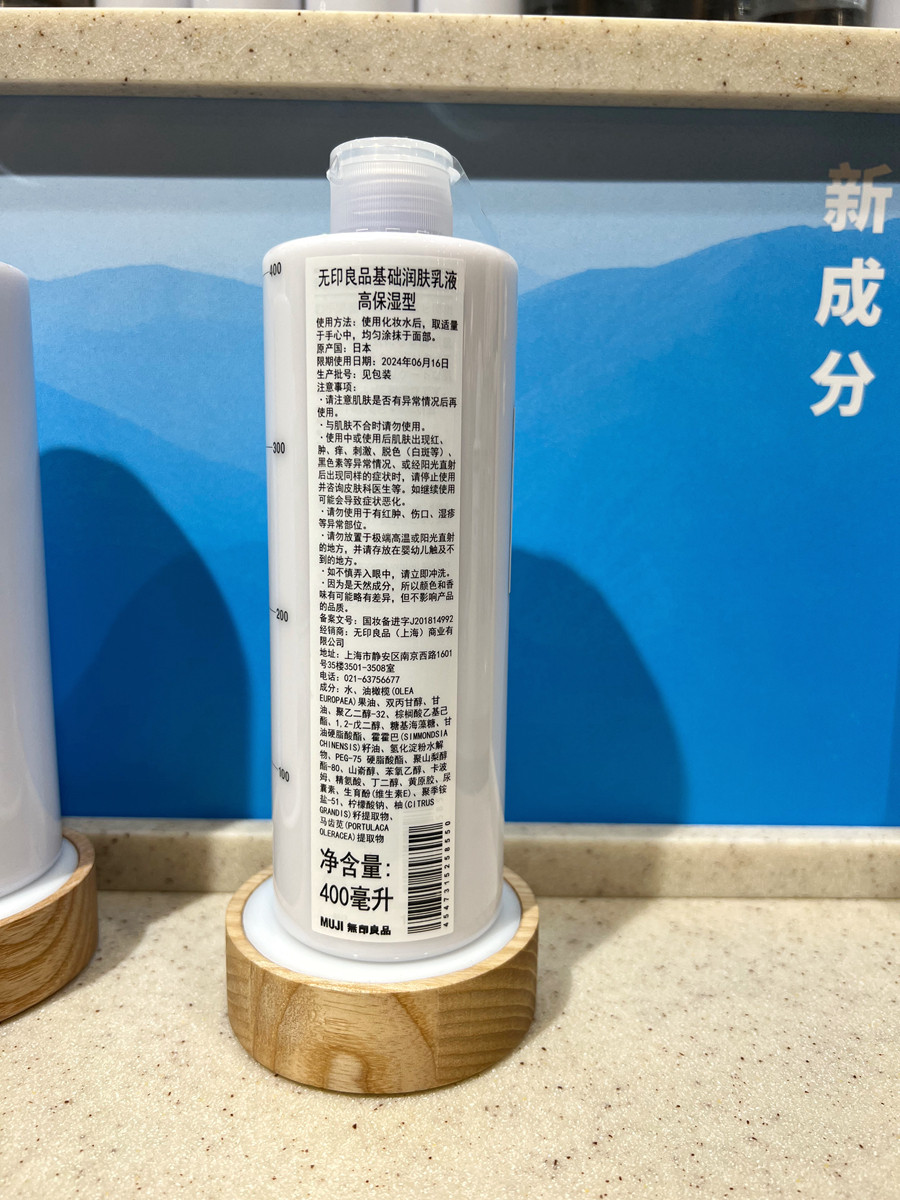 无印良品基础润肤乳液
高保湿型
使用方法：使用化妆水后，取适量
于手心中，均匀涂抹于面部。
原产国：日本
限期使用日期：2024年06月16日
生产批号：见包装
注意事项：
·请注意肌肤是否有异常情况后再
使用。
·与肌肤不合时请勿使用。
·使用中或使用后肌肤出现红、
肿、痒、刺激、脱色（白斑等）、
黑色素等异常情况、或经阳光直射
后出现同样的症状时，请停止使用
并咨询皮肤科医生等。如继续使用
可能会导致症状恶化。
·请勿使用于有红肿、伤口、湿疹
等异常部位。
·请勿放置于极端高温或阳光直射
的地方，并请存放在婴幼儿触及不
到的地方。
·如不慎弄入眼中，请立即冲洗。
·因为是天然成分，所以颜色和香
味有可能略有差异，但不影响产品
的品质。
备案文号：国妆备进字J201814992
经销商：无印良品（上海）商业有
限公司
地址：上海市静安区南京西路1601
号35楼3501-3508室
电话：021-63756677
成分：水、油橄榄(OLEA
EUROPAEA)果油、双丙甘醇、甘
油、聚乙二醇-32、棕榈酸乙基己
酯、1,2-戊二醇、糖基海藻糖、甘
油硬脂酸酯、霍霍巴(SIMMONDSIA
CHINENSIS)籽油、氢化淀粉水解
物、PEG-75 硬脂酸酯、聚山梨醇
酯-80、山嵛醇、苯氧乙醇、卡波
姆、精氨酸、丁二醇、黄原胶、尿
囊素、生育酚(维生素E)、聚季铵
盐-51、柠檬酸钠、柚(CITRUS
GRANDIS)籽提取物、
马齿苋(PORTULACA
OLERACEA)提取物
净含量：
400毫升
MUJI 無印良品
4547315258550
400
300
200
100
新成分